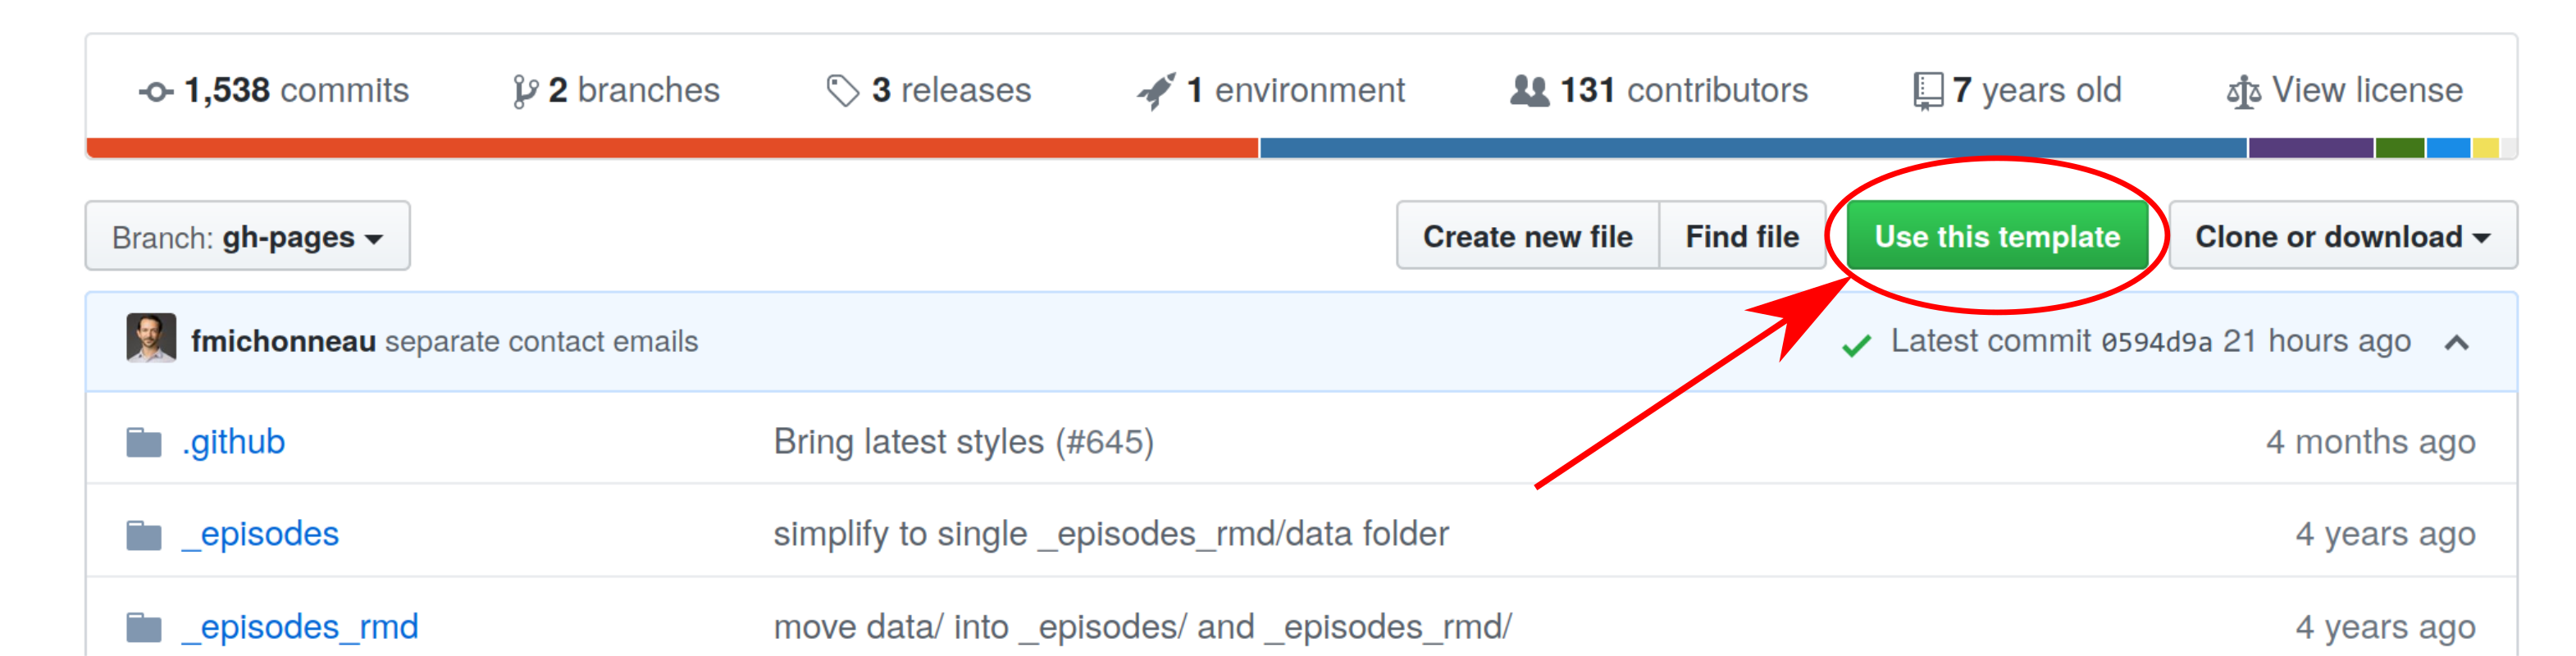 1,538 commits 2 branches 3 releases 1 environment 131 contributors 7 years old View license
Branch: gh-pages Create new file Find file Use this template Clone or download
fmichonneau separate contact emails Latest commit 0594d9a 21 hours ago
.github Bring latest styles (#645) 4 months ago
_episodes simplify to single _episodes_rmd/data folder 4 years ago
_episodes_rmd move data/ into _episodes/ and _episodes_rmd/ 4 years ago